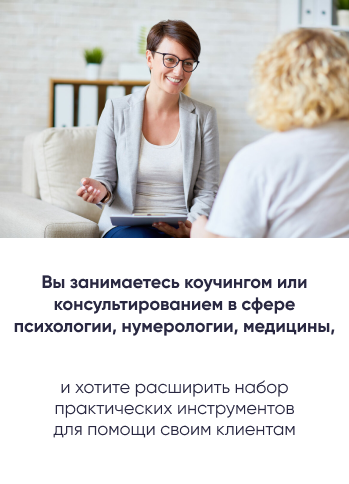 Вы занимаетесь коучингом или
консультированием в сфере
психологии, нумерологии, медицины,
и хотите расширить набор
практических инструментов
для помощи своим клиентам